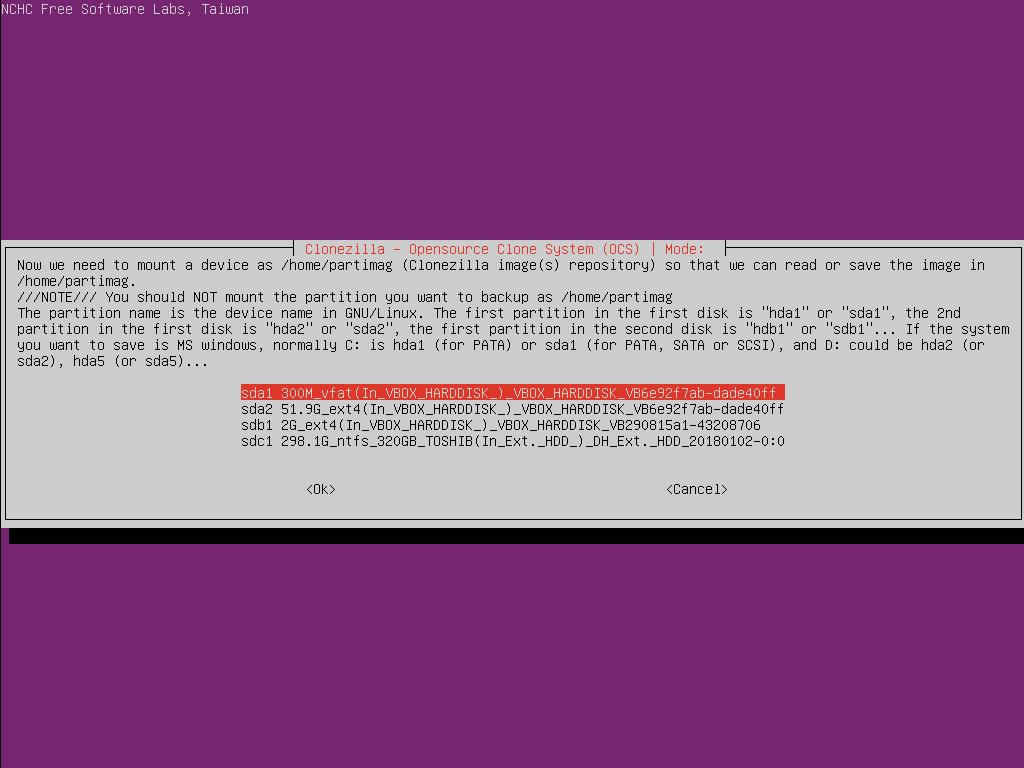 NCHC Free Software Labs, Taiwan
Clonezilla - Opensource Clone System (OCS) | Mode:
Now we need to mount a device as /home/partimag (Clonezilla image(s) repository) so that we can read or save the image in
/home/partimag.
///NOTE/// You should NOT mount the partition you want to backup as /home/partimag
The partition name is the device name in GNU/Linux. The first partition in the first disk is "hda1" or "sda1", the 2nd
partition in the first disk is "hda2" or "sda2", the first partition in the second disk is "hdb1" or "sdb1"... If the system
you want to save is MS windows, normally C: is hda1 (for PATA) or sda1 (for PATA, SATA or SCSI), and D: could be hda2 (or
sda2), hda5 (or sda5)...
sda1 300M_vfat(In_VBOX_HARDDISK_)_VBOX_HARDDISK_VB6e92f7ab-dade40ff
sda2 51.9G_ext4(In_VBOX_HARDDISK_)_VBOX_HARDDISK_VB6e92f7ab-dade40ff
sdb1 2G_ext4(In_VBOX_HARDDISK_)_VBOX_HARDDISK_VB290815a1-43208706
sdc1 298.1G_ntfs_320GB_TOSHIB(In_Ext._HDD_)_DH_Ext._HDD_20180102-0:0
<Ok> <Cancel>